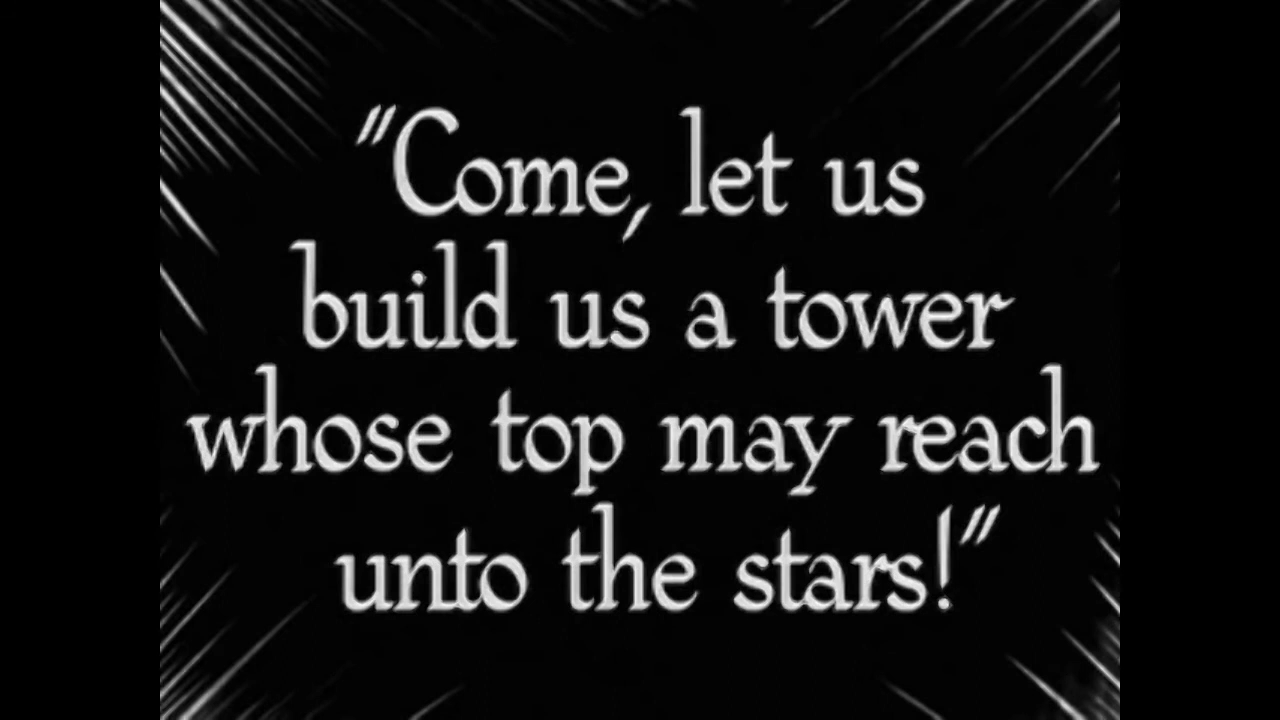 "Come, let us
build us a tower
whose top may reach
unto the stars!"